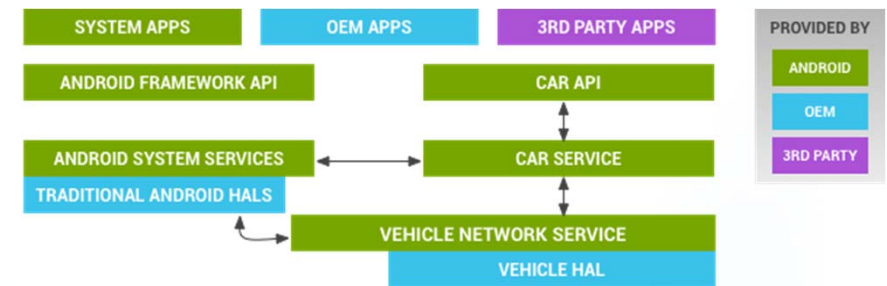 SYSTEM APPS
OEM APPS
3RD PARTY APPS
PROVIDED BY
ANDROID
OEM
3RD PARTY
ANDROID FRAMEWORK API
CAR API
ANDROID SYSTEM SERVICES
CAR SERVICE
TRADITIONAL ANDROID HALS
VEHICLE NETWORK SERVICE
VEHICLE HAL